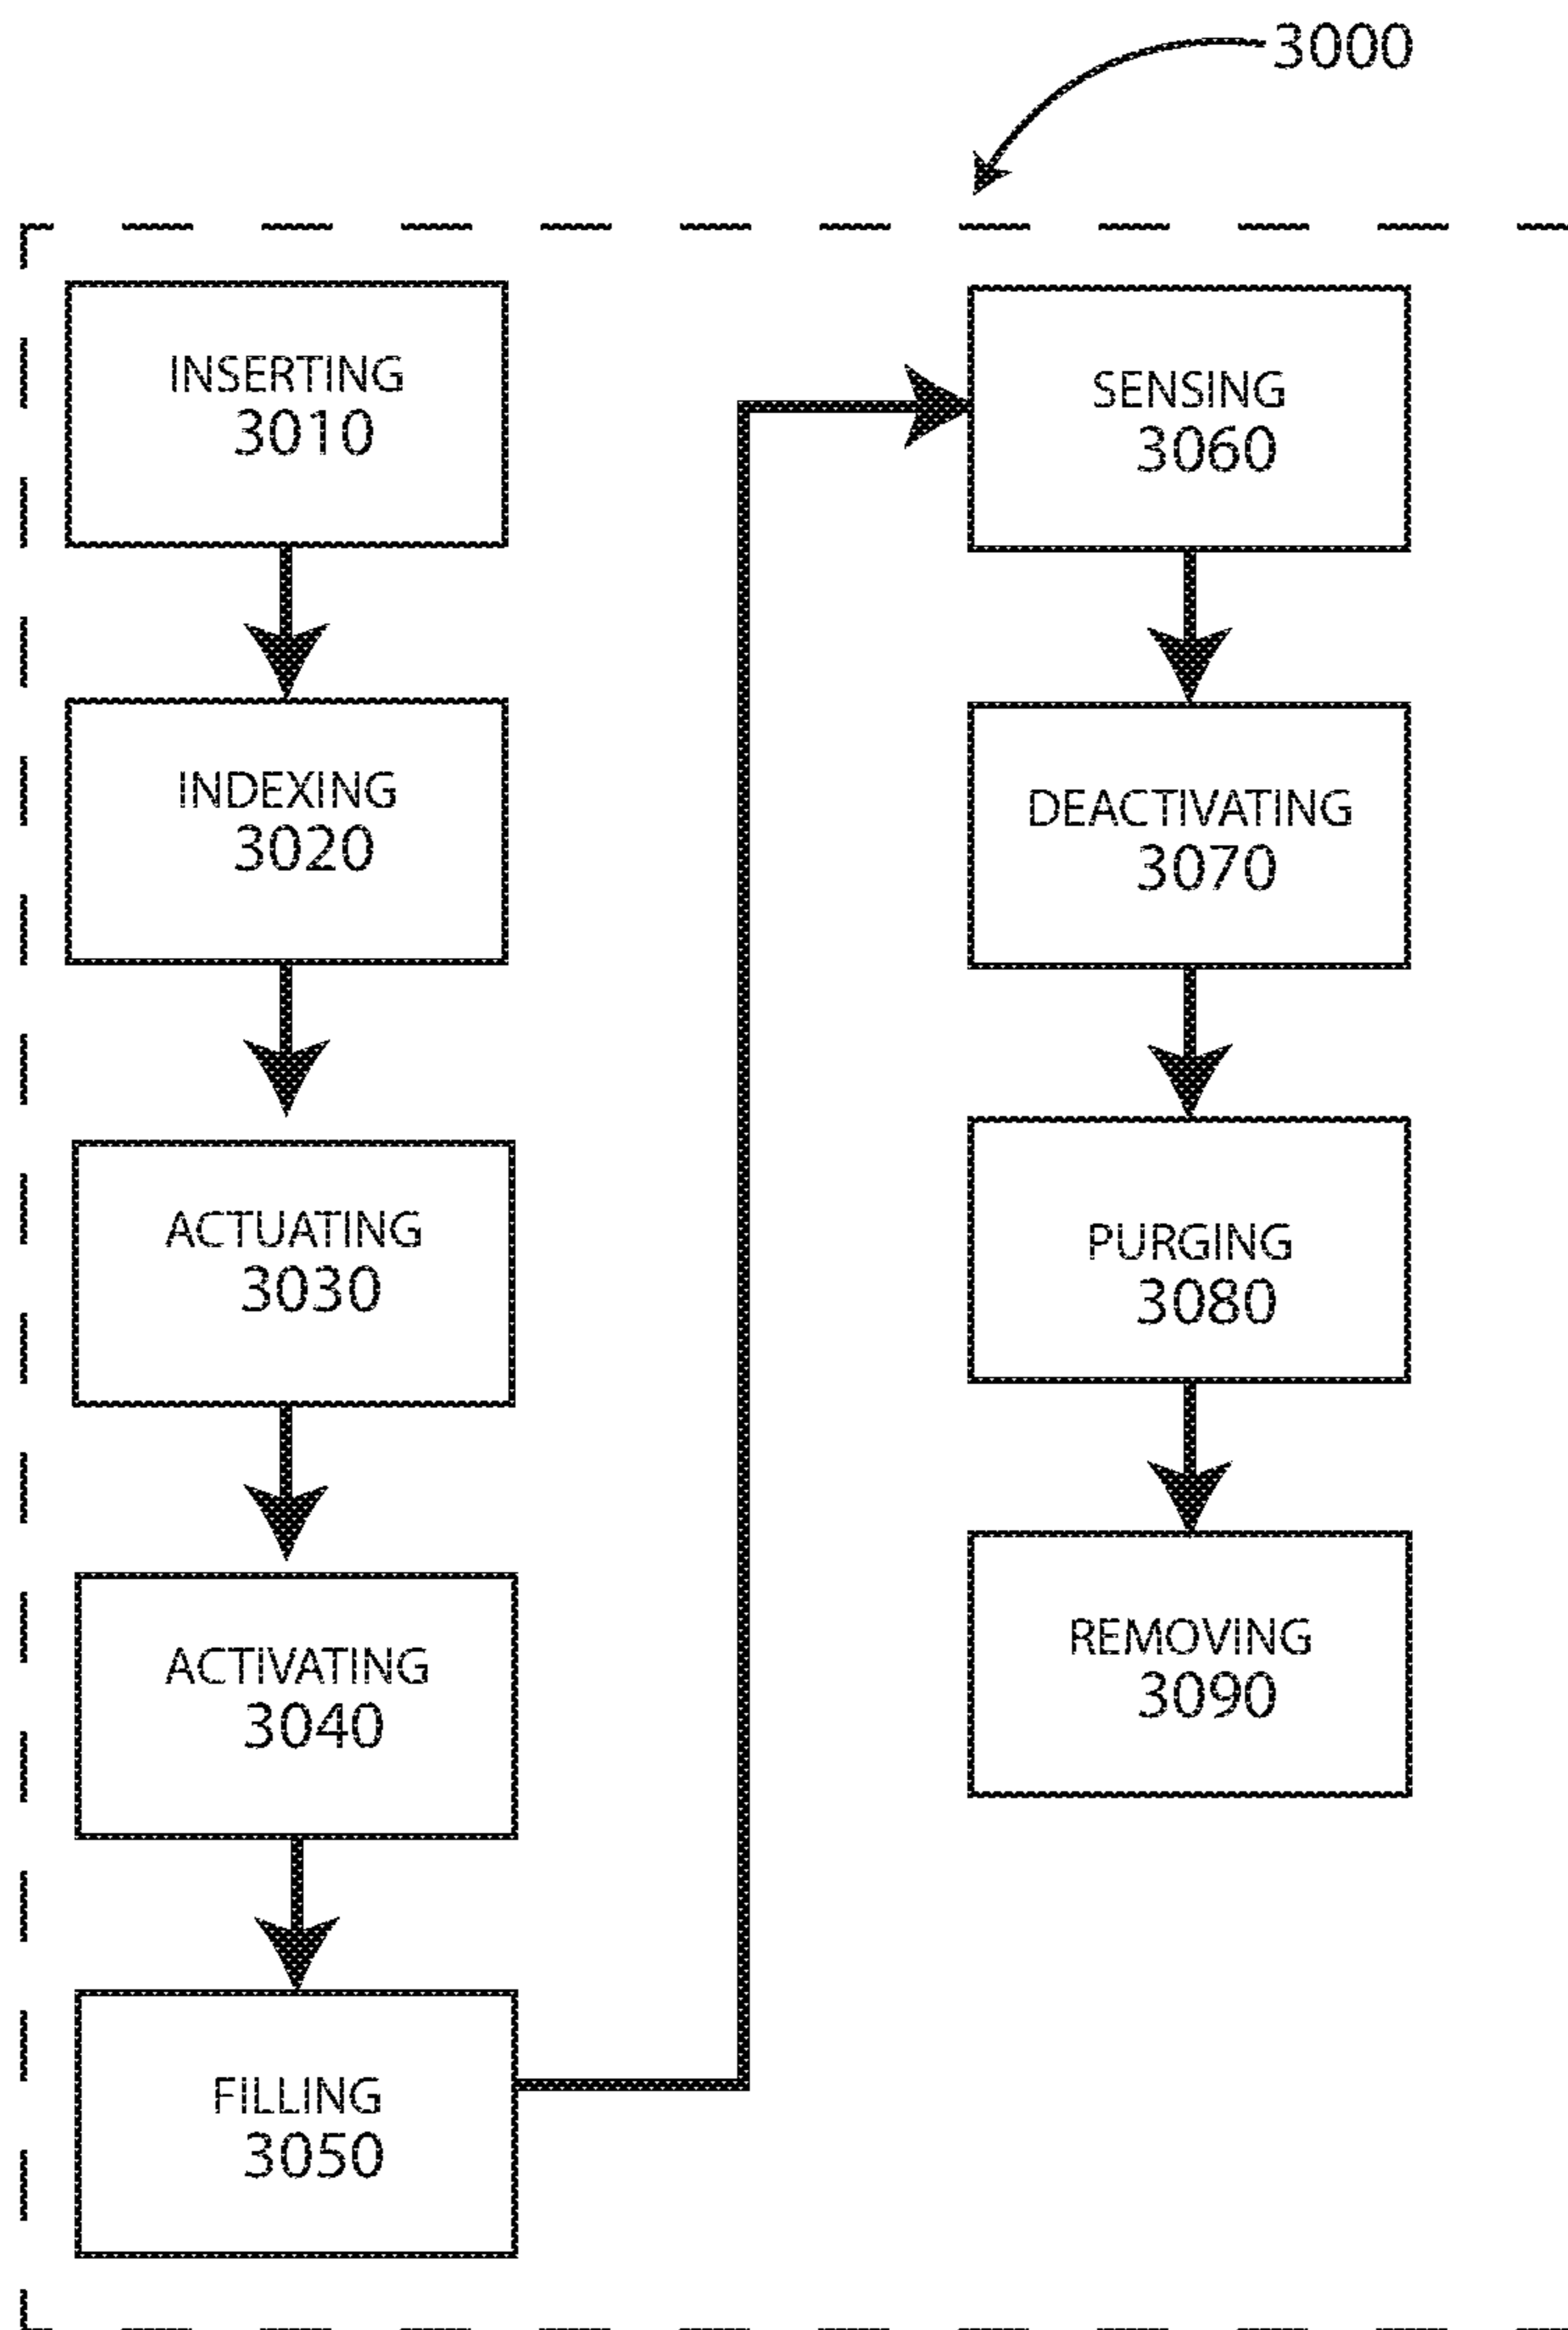 3000
INSERTING
3010
INDEXING
3020
ACTUATING
3030
ACTIVATING
3040
FILLING
3050
SENSING
3060
DEACTIVATING
3070
PURGING
3080
REMOVING
3090